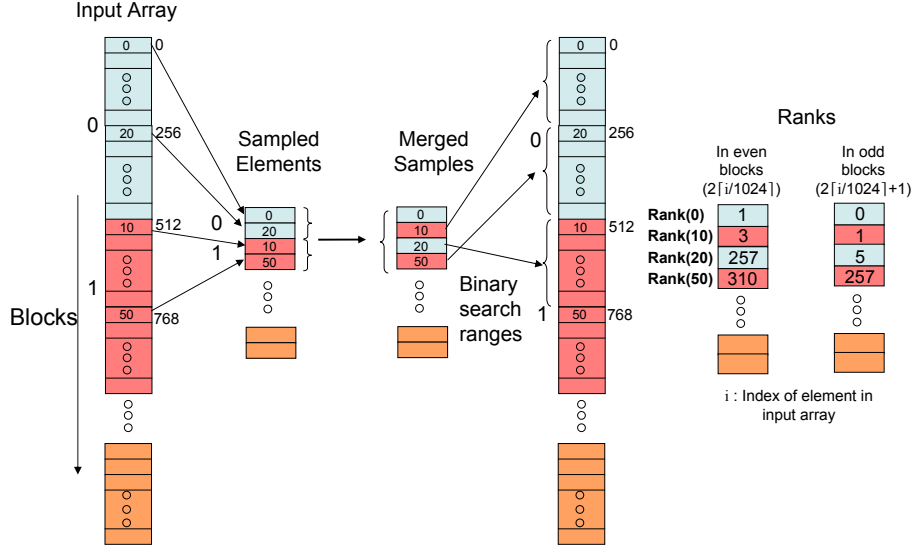 Input Array
0
0
20
256
0
10
512
1
50
768
Blocks
Sampled
Elements
0
1
0
20
10
50
Merged
Samples
0
10
20
50
Binary
search
ranges
0
0
0
20
256
10
512
1
50
768
Ranks
In even
blocks
(2⌈i/1024⌉)
In odd
blocks
(2⌈i/1024⌉+1)
Rank(0)
1
0
Rank(10)
3
1
Rank(20)
257
5
Rank(50)
310
257
i : Index of element in
input array